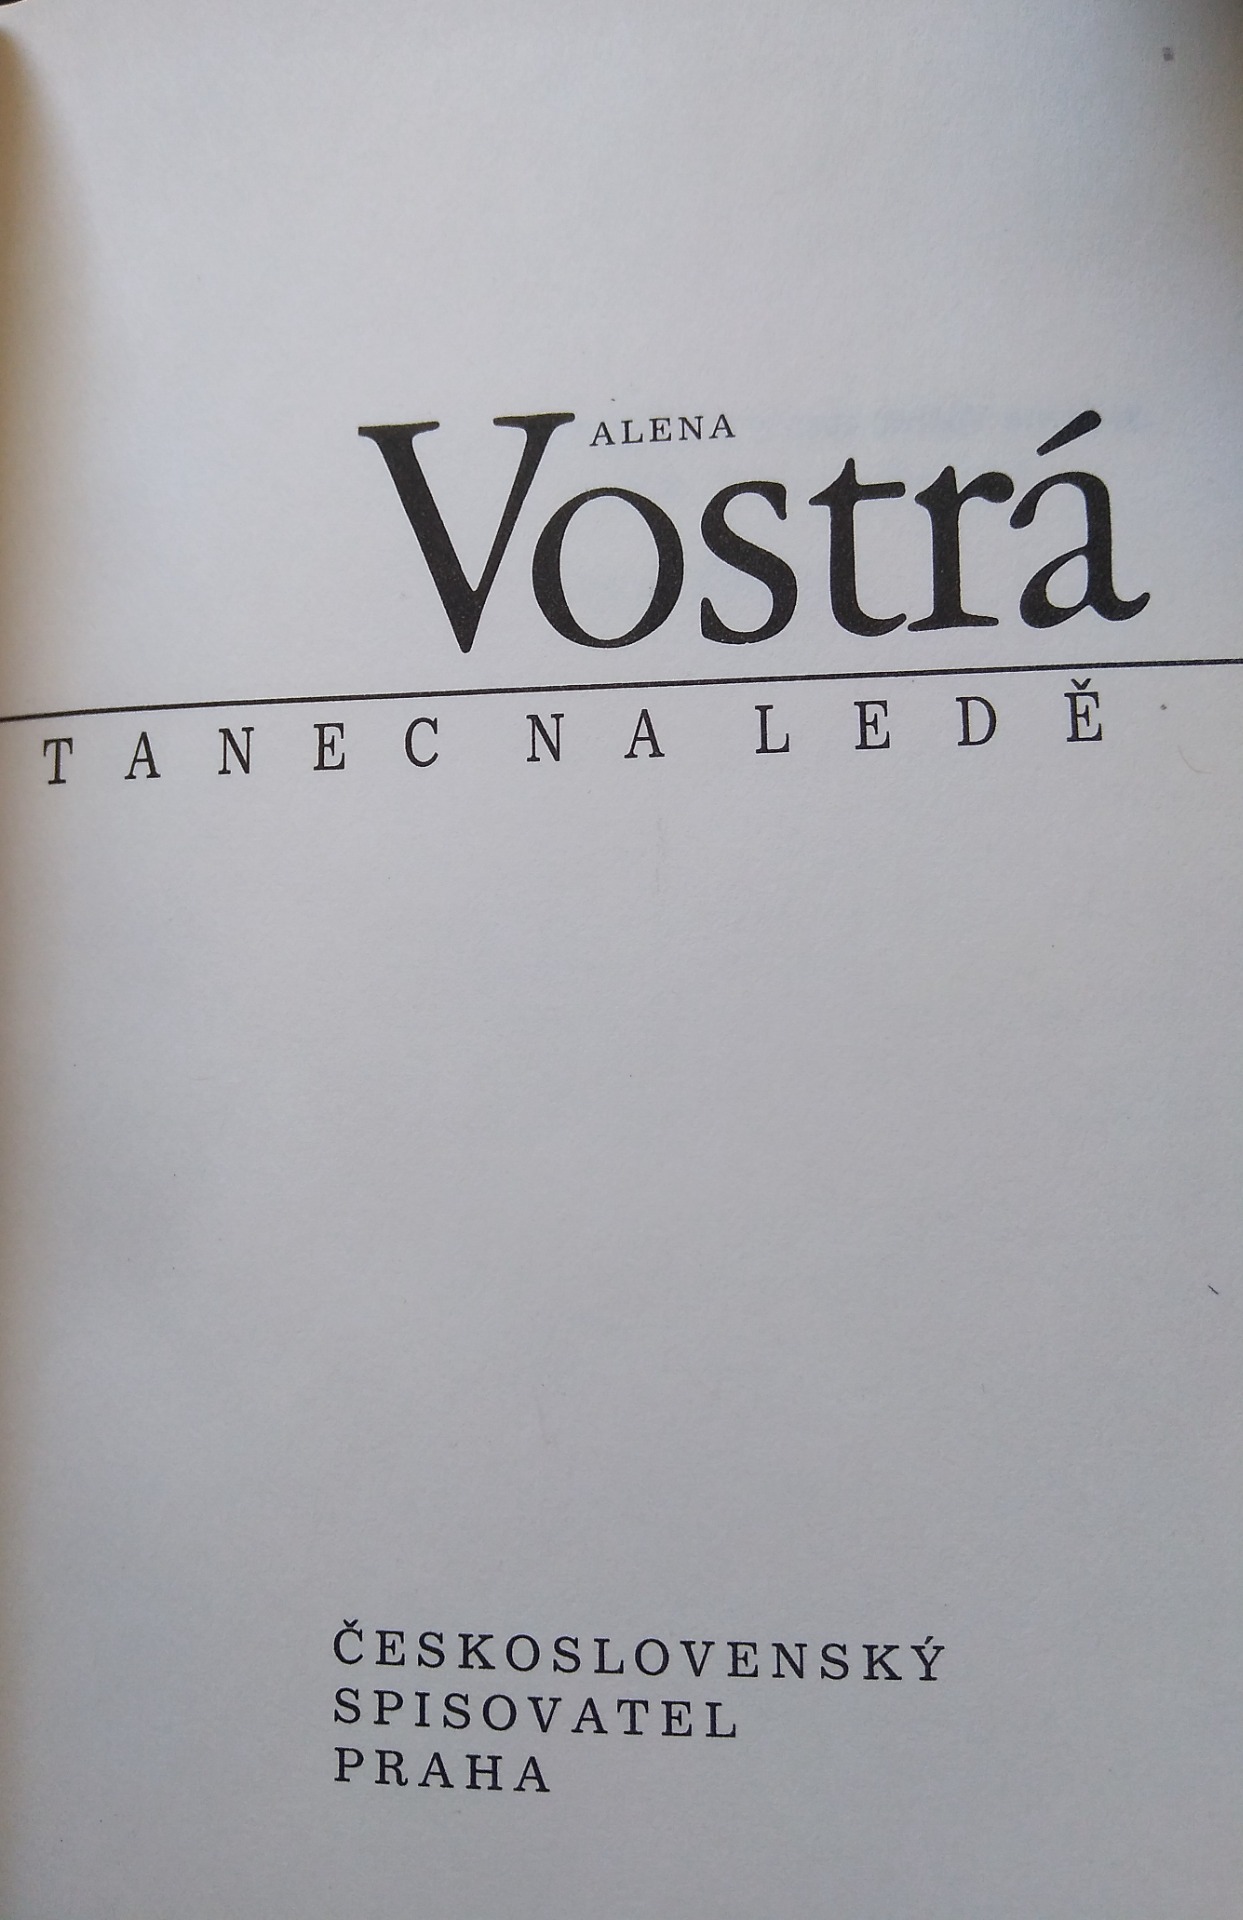 ALENA
Vostrá
TANEC NA LEDĚ
ČESKOSLOVENSKÝ
SPISOVATEL
PRAHA